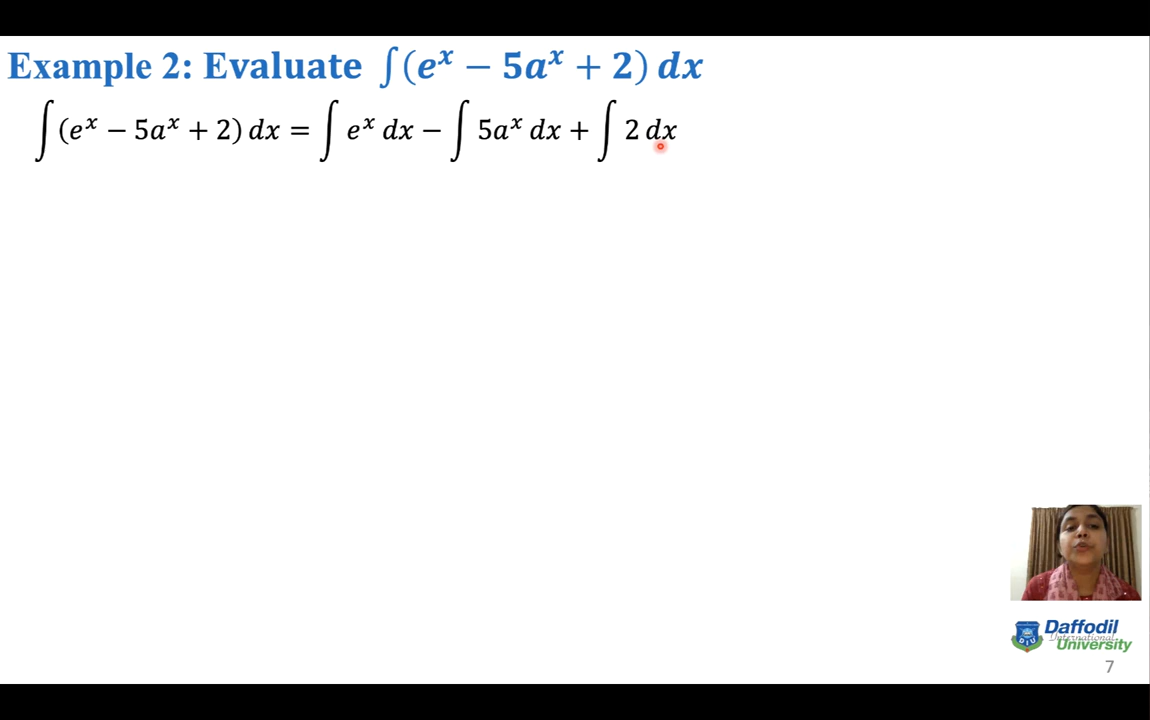 Example 2: Evaluate ∫(eˣ − 5aˣ + 2) dx
∫(eˣ − 5aˣ + 2) dx = ∫ eˣ dx − ∫ 5aˣ dx + ∫ 2 dx
Daffodil
International
University
7